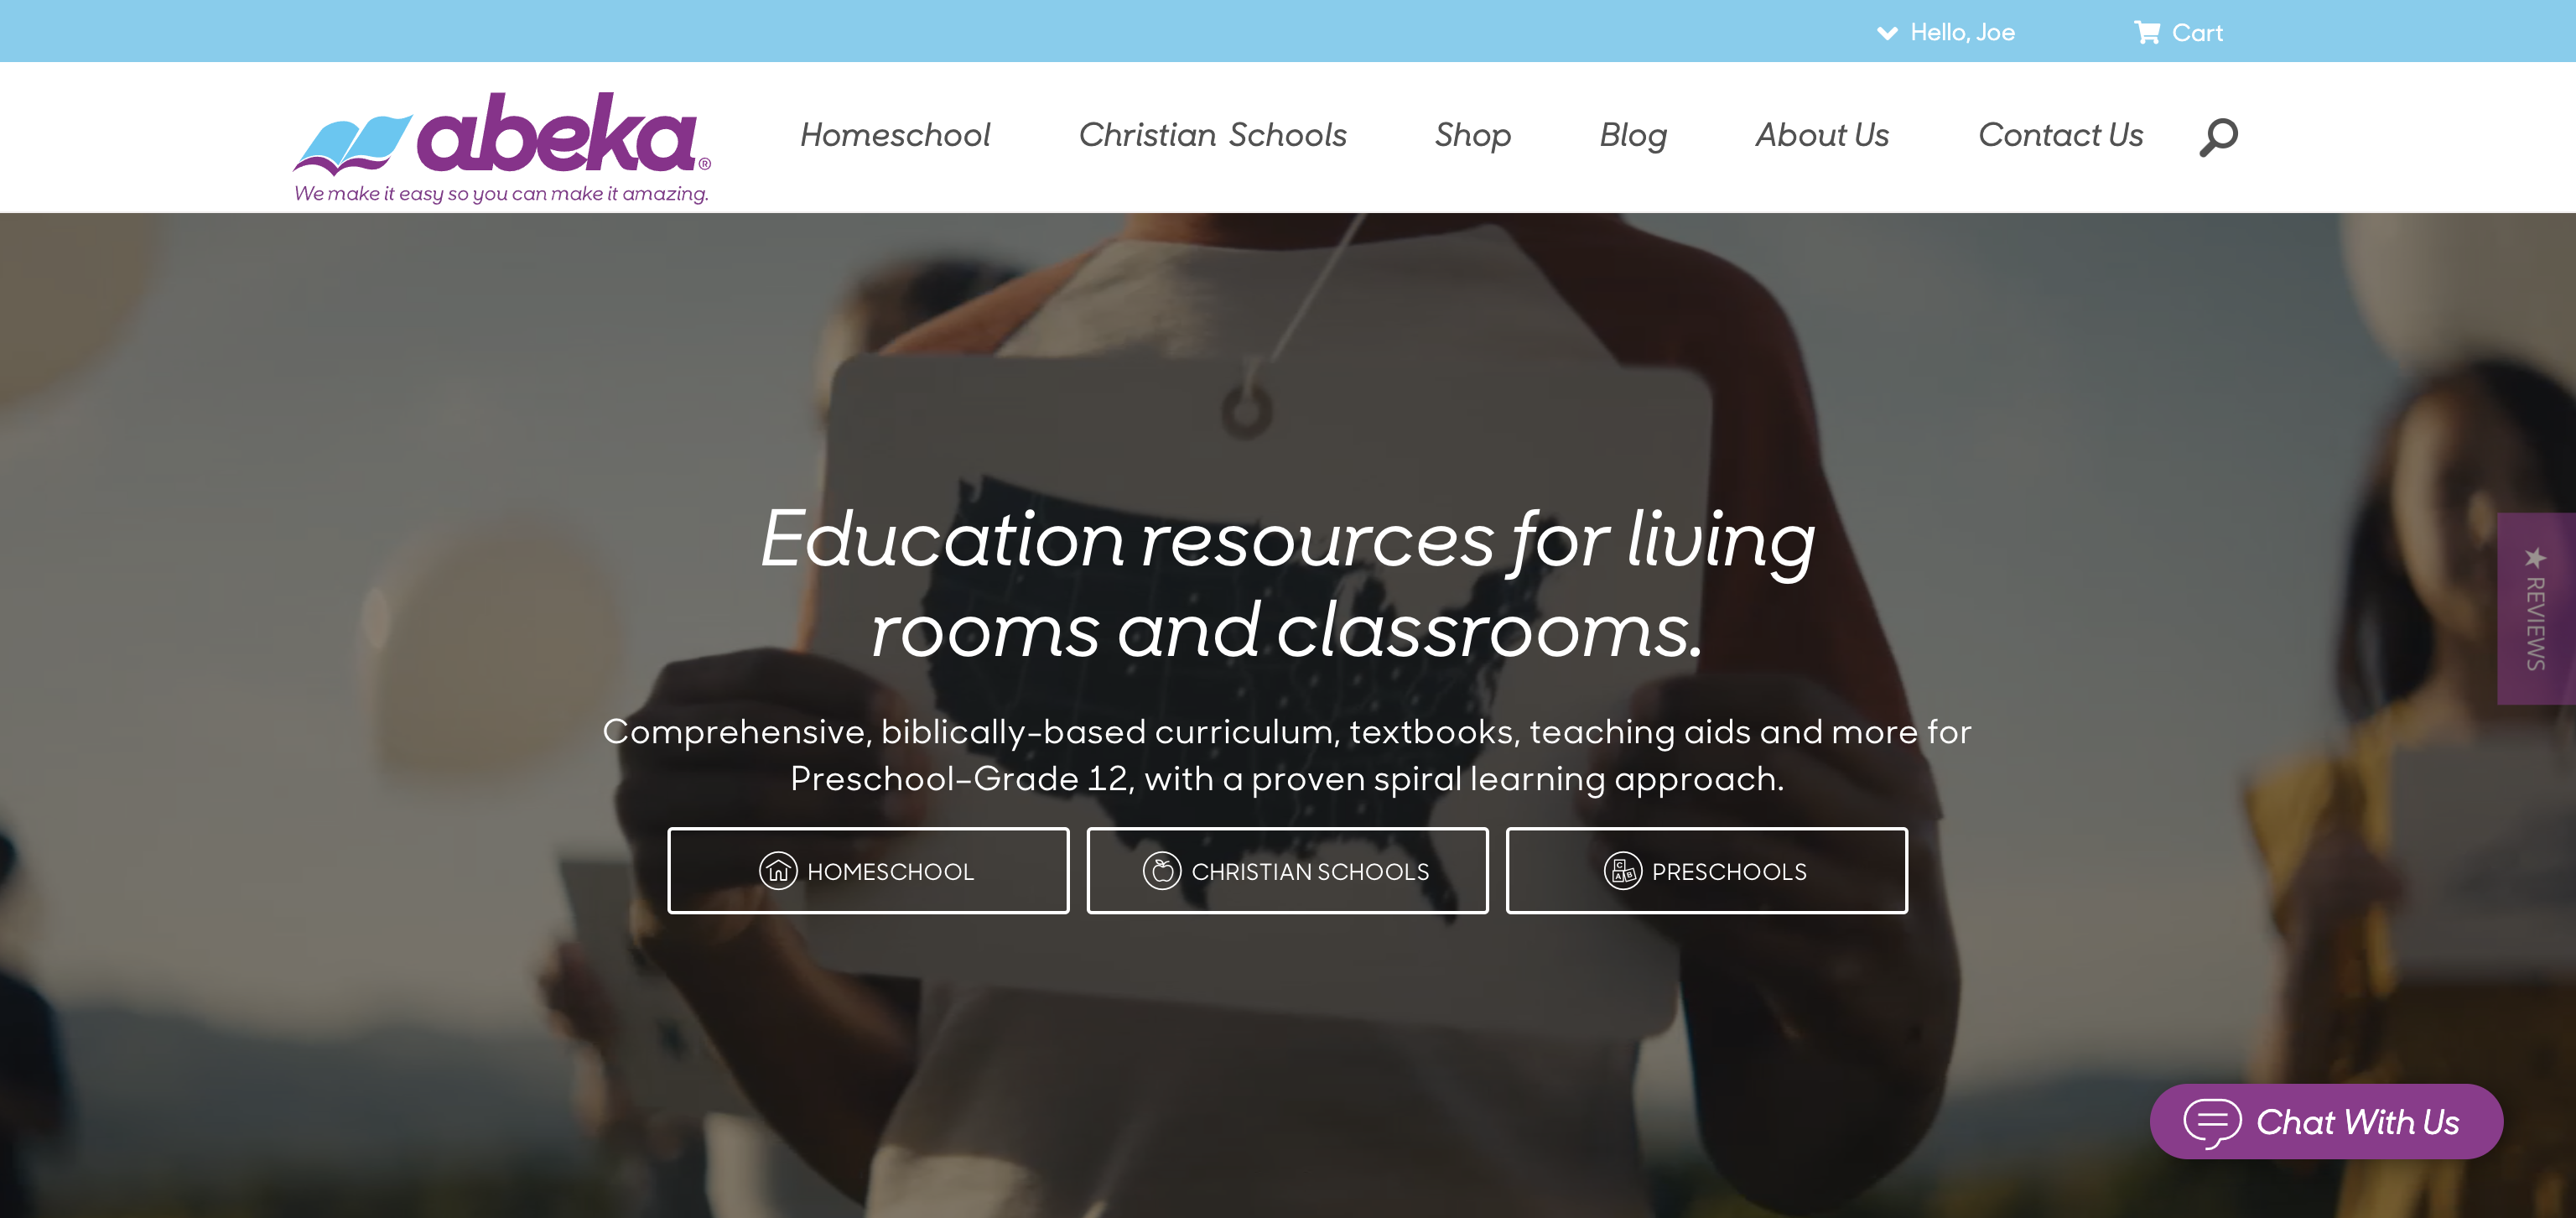 Hello, Joe
Cart
abeka®
We make it easy so you can make it amazing.
Homeschool
Christian Schools
Shop
Blog
About Us
Contact Us
Education resources for living
rooms and classrooms.
★ REVIEWS
Comprehensive, biblically-based curriculum, textbooks, teaching aids and more for
Preschool–Grade 12, with a proven spiral learning approach.
HOMESCHOOL
CHRISTIAN SCHOOLS
C
A B
PRESCHOOLS
Chat With Us